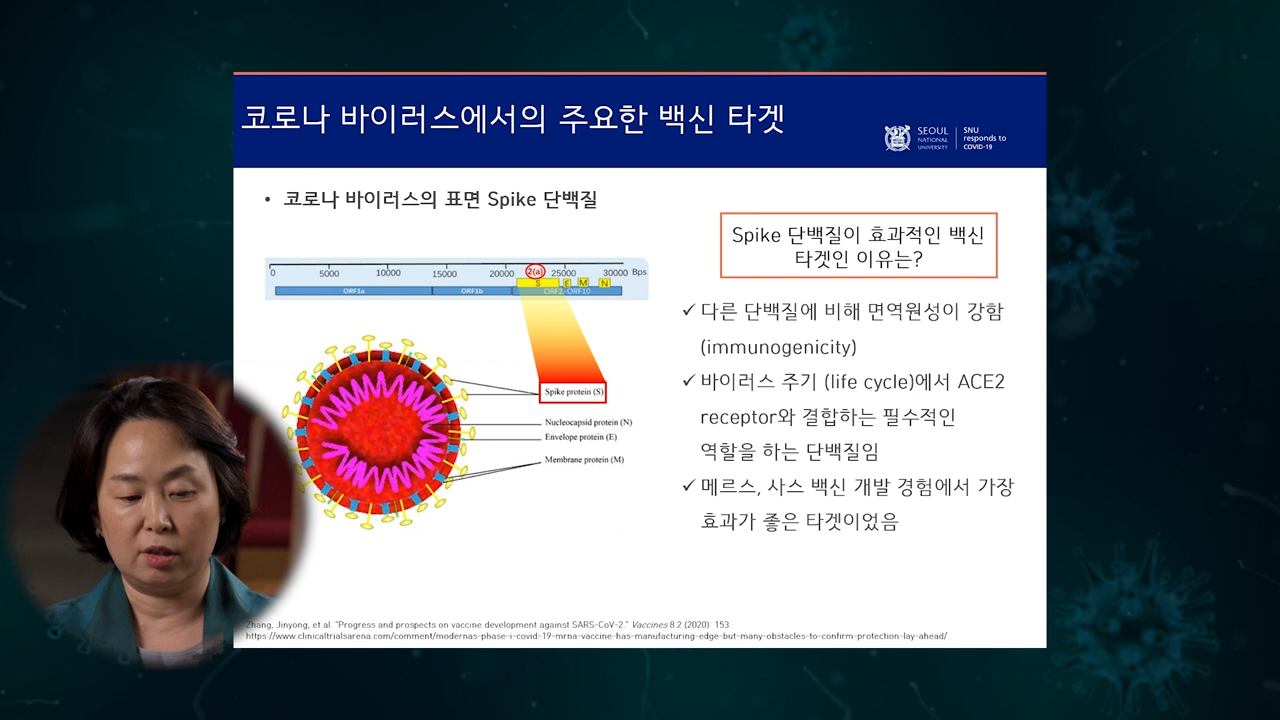 코로나 바이러스에서의 주요한 백신 타겟
SEOUL
NATIONAL
UNIVERSITY
SNU
responds to
COVID-19
• 코로나 바이러스의 표면 Spike 단백질
0 5000 10000 15000 20000 2(a) 25000 30000 Bps
S E M N
ORF1a ORF1b ORF2-ORF10
Spike protein (S)
Nucleocapsid protein (N)
Envelope protein (E)
Membrane protein (M)
Spike 단백질이 효과적인 백신
타겟인 이유는?
✓ 다른 단백질에 비해 면역원성이 강함
(immunogenicity)
✓ 바이러스 주기 (life cycle)에서 ACE2
receptor와 결합하는 필수적인
역할을 하는 단백질임
✓ 메르스, 사스 백신 개발 경험에서 가장
효과가 좋은 타겟이었음
Zhang, Jinyong, et al. "Progress and prospects on vaccine development against SARS-CoV-2." Vaccines 8.2 (2020): 153.
https://www.clinicaltrialsarena.com/comment/modernas-phase-i-covid-19-mrna-vaccine-has-manufacturing-edge-but-many-obstacles-to-confirm-protection-lay-ahead/